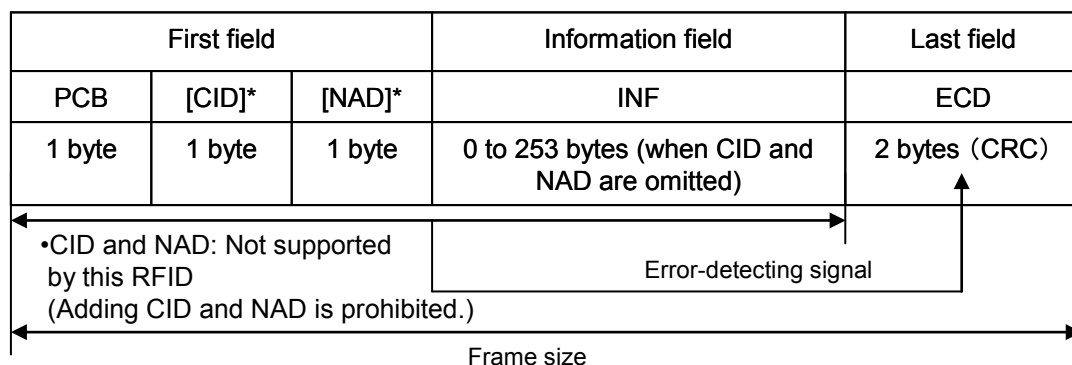 First field Information field Last field
PCB [CID]* [NAD]* INF ECD
1 byte 1 byte 1 byte 0 to 253 bytes (when CID and NAD are omitted) 2 bytes（CRC）
•CID and NAD: Not supported
by this RFID
(Adding CID and NAD is prohibited.)
Error-detecting signal
Frame size